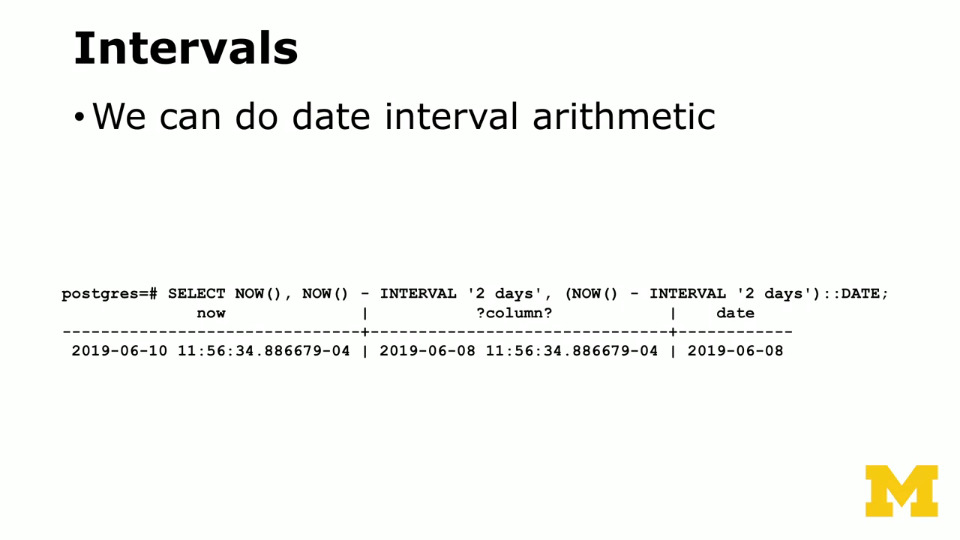 Intervals
• We can do date interval arithmetic
postgres=# SELECT NOW(), NOW() - INTERVAL '2 days', (NOW() - INTERVAL '2 days')::DATE;
              now              |           ?column?            |    date
-------------------------------+-------------------------------+------------
 2019-06-10 11:56:34.886679-04 | 2019-06-08 11:56:34.886679-04 | 2019-06-08
M